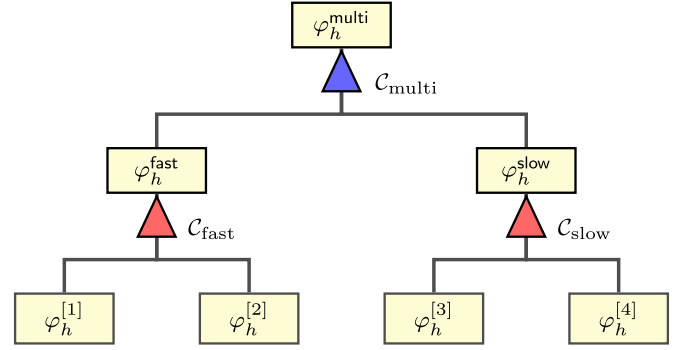 φ_h^multi
𝒞_multi
φ_h^fast φ_h^slow
𝒞_fast 𝒞_slow
φ_h^[1] φ_h^[2] φ_h^[3] φ_h^[4]